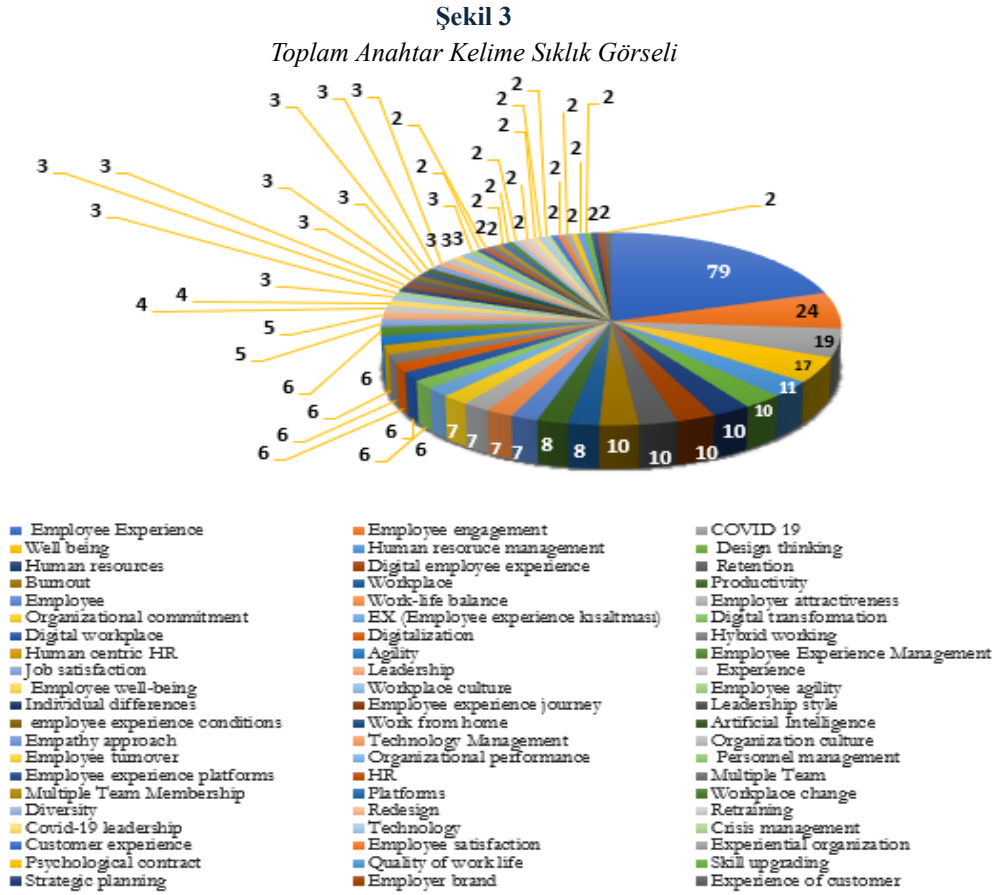 Şekil 3
Toplam Anahtar Kelime Sıklık Görseli
2
3 3
3 2 2
2
2
2
2
2
3 3 2 2
2
3
2
3 3 2 2
3 2 2 2 2
3 2
2 2
3 3 3
79
3
4
4
24
5
19
5
17
6
6 11
6 10
6 6 7 10
7 7 7 8 10
6 6 6 8 10 10
Employee Experience Employee engagement COVID 19
Well being Human resoruce management Design thinking
Human resources Digital employee experience Retention
Burnout Workplace Productivity
Employee Work-life balance Employer attractiveness
Organizational commitment EX (Employee experience kısaltması) Digital transformation
Digital workplace Digitalization Hybrid working
Human centric HR Agility Employee Experience Management
Job satisfaction Leadership Experience
Employee well-being Workplace culture Employee agility
Individual differences Employee experience journey Leadership style
employee experience conditions Work from home Artificial Intelligence
Empathy approach Technology Management Organization culture
Employee turnover Organizational performance Personnel management
Employee experience platforms HR Multiple Team
Multiple Team Membership Platforms Workplace change
Diversity Redesign Retraining
Covid-19 leadership Technology Crisis management
Customer experience Employee satisfaction Experiential organization
Psychological contract Quality of work life Skill upgrading
Strategic planning Employer brand Experience of customer